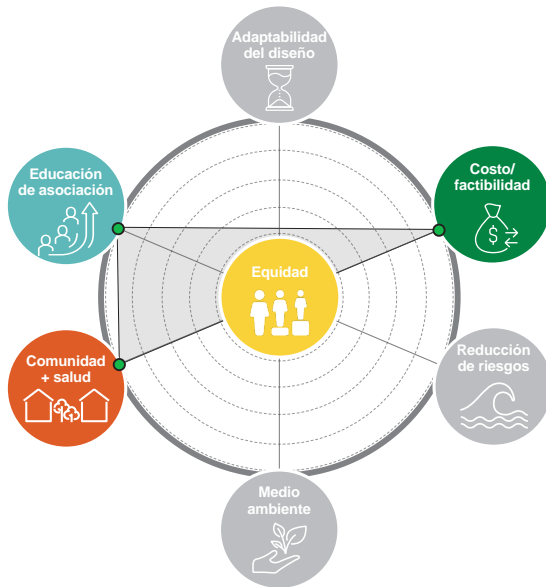 Adaptabilidad
del diseño
Educación
de asociación
Costo/
factibilidad
$
Equidad
Comunidad
+ salud
Reducción
de riesgos
Medio
ambiente